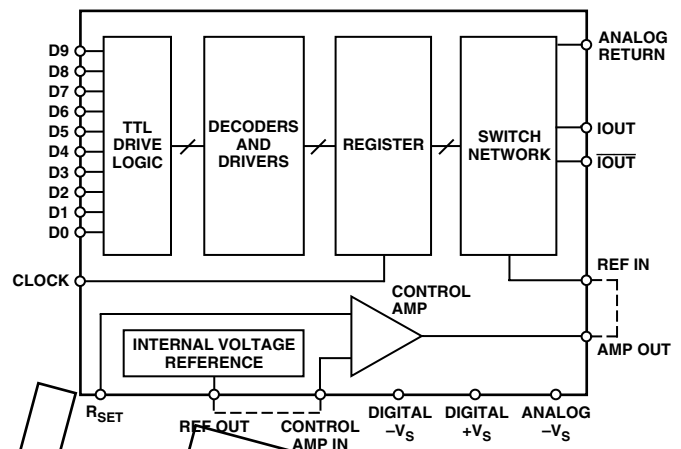 D9
D8
D7
D6
D5
D4
D3
D2
D1
D0
CLOCK
TTL
DRIVE
LOGIC
DECODERS
AND
DRIVERS
REGISTER
SWITCH
NETWORK
ANALOG
RETURN
IOUT
IOUT
REF IN
AMP OUT
CONTROL
AMP
INTERNAL VOLTAGE
REFERENCE
RSET
REF OUT
CONTROL
AMP IN
DIGITAL
–VS
DIGITAL
+VS
ANALOG
–VS